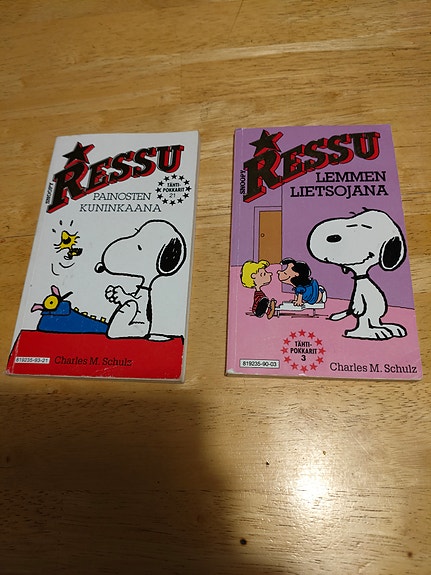 SNOOPY
RESSU
PAINOSTEN
KUNINKAANA
TÄHTI-
POKKARIT
21
819235-93-21
Charles M. Schulz
SNOOPY
RESSU
LEMMEN
LIETSOJANA
TÄHTI-
POKKARIT
3
819235-90-03
Charles M. Schulz